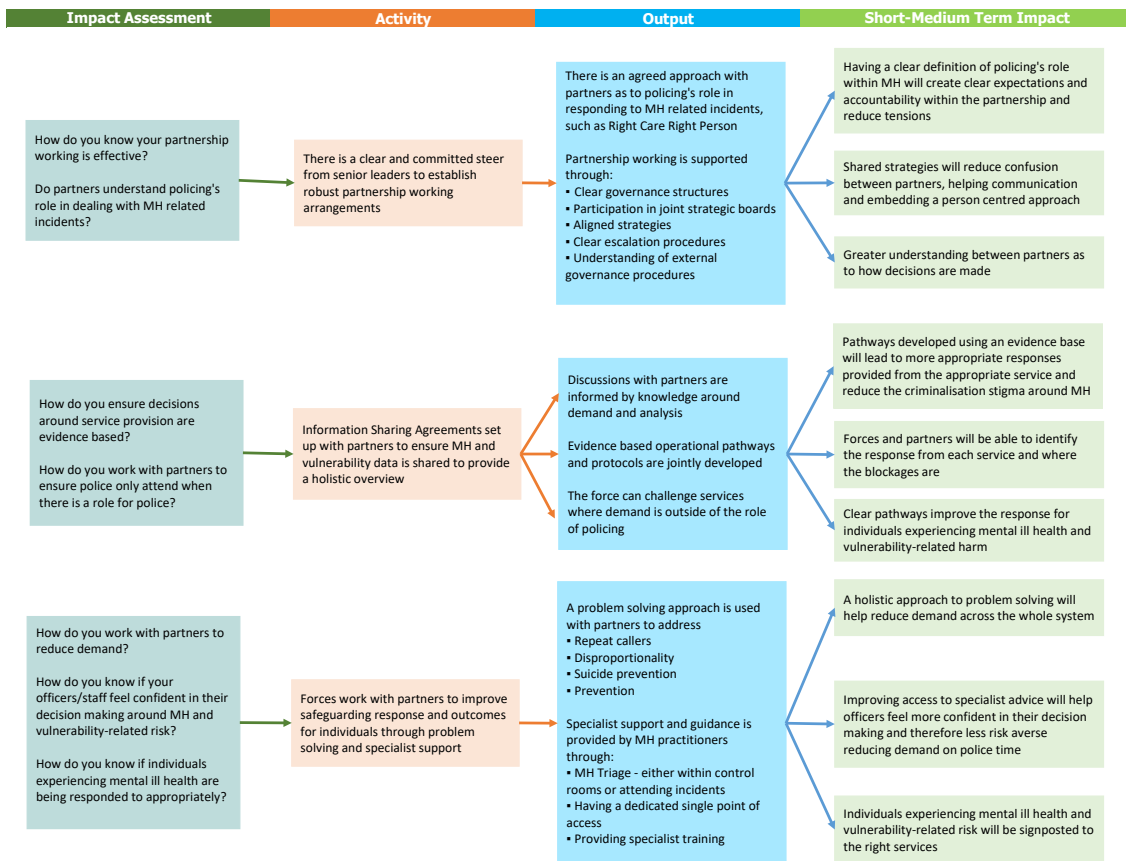 Impact Assessment
Activity
Output
Short-Medium Term Impact
How do you know your partnership
working is effective?
Do partners understand policing's
role in dealing with MH related
incidents?
There is a clear and committed steer
from senior leaders to establish
robust partnership working
arrangements
There is an agreed approach with
partners as to policing's role in
responding to MH related incidents,
such as Right Care Right Person
Partnership working is supported
through:
▪ Clear governance structures
▪ Participation in joint strategic boards
▪ Aligned strategies
▪ Clear escalation procedures
▪ Understanding of external
governance procedures
Having a clear definition of policing's role
within MH will create clear expectations and
accountability within the partnership and
reduce tensions
Shared strategies will reduce confusion
between partners, helping communication
and embedding a person centred approach
Greater understanding between partners as
to how decisions are made
How do you ensure decisions
around service provision are
evidence based?
How do you work with partners to
ensure police only attend when
there is a role for police?
Information Sharing Agreements set
up with partners to ensure MH and
vulnerability data is shared to provide
a holistic overview
Discussions with partners are
informed by knowledge around
demand and analysis
Evidence based operational pathways
and protocols are jointly developed
The force can challenge services
where demand is outside of the role
of policing
Pathways developed using an evidence base
will lead to more appropriate responses
provided from the appropriate service and
reduce the criminalisation stigma around MH
Forces and partners will be able to identify
the response from each service and where
the blockages are
Clear pathways improve the response for
individuals experiencing mental ill health and
vulnerability-related harm
How do you work with partners to
reduce demand?
How do you know if your
officers/staff feel confident in their
decision making around MH and
vulnerability-related risk?
How do you know if individuals
experiencing mental ill health are
being responded to appropriately?
Forces work with partners to improve
safeguarding response and outcomes
for individuals through problem
solving and specialist support
A problem solving approach is used
with partners to address
▪ Repeat callers
▪ Disproportionality
▪ Suicide prevention
▪ Prevention
Specialist support and guidance is
provided by MH practitioners
through:
▪ MH Triage - either within control
rooms or attending incidents
▪ Having a dedicated single point of
access
▪ Providing specialist training
A holistic approach to problem solving will
help reduce demand across the whole system
Improving access to specialist advice will help
officers feel more confident in their decision
making and therefore less risk averse
reducing demand on police time
Individuals experiencing mental ill health and
vulnerability-related risk will be signposted to
the right services